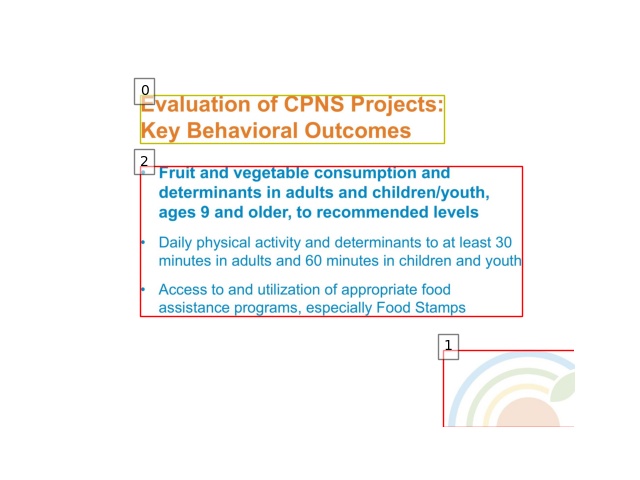 0
Evaluation of CPNS Projects:
Key Behavioral Outcomes
2
• Fruit and vegetable consumption and
determinants in adults and children/youth,
ages 9 and older, to recommended levels
• Daily physical activity and determinants to at least 30
minutes in adults and 60 minutes in children and youth
• Access to and utilization of appropriate food
assistance programs, especially Food Stamps
1